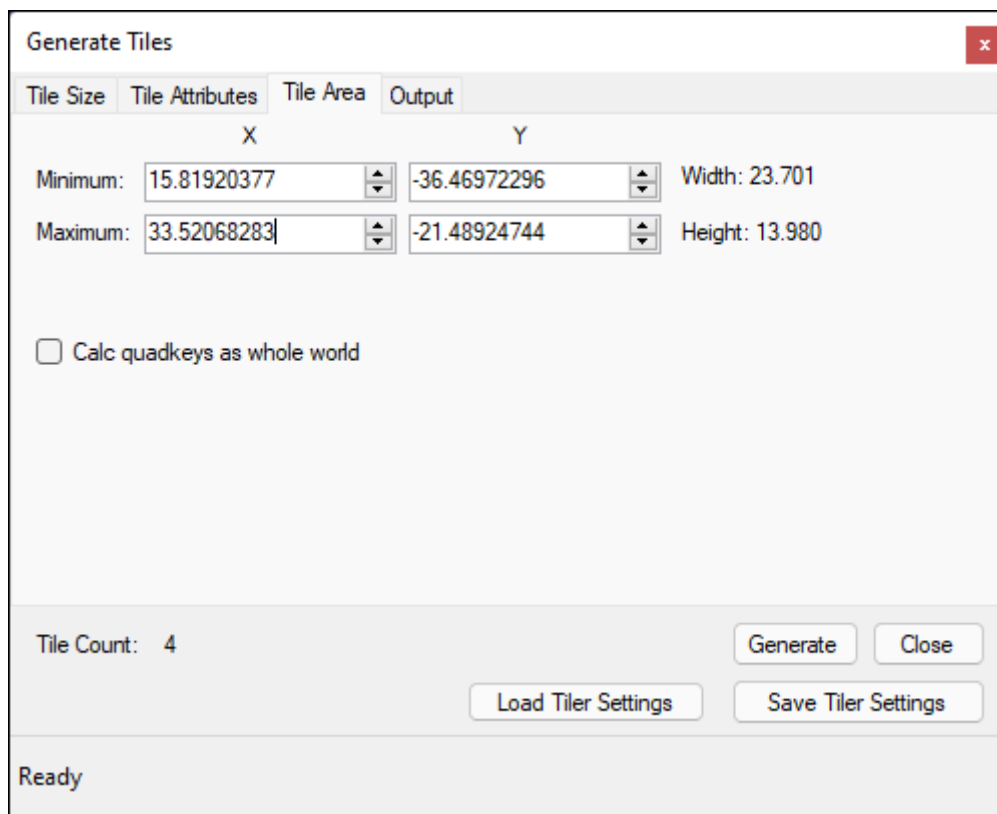 Generate Tiles
x
Tile Size Tile Attributes Tile Area Output
X Y
Minimum: 15.81920377 -36.46972296 Width: 23.701
Maximum: 33.52068283 -21.48924744 Height: 13.980
Calc quadkeys as whole world
Tile Count: 4 Generate Close
Load Tiler Settings Save Tiler Settings
Ready